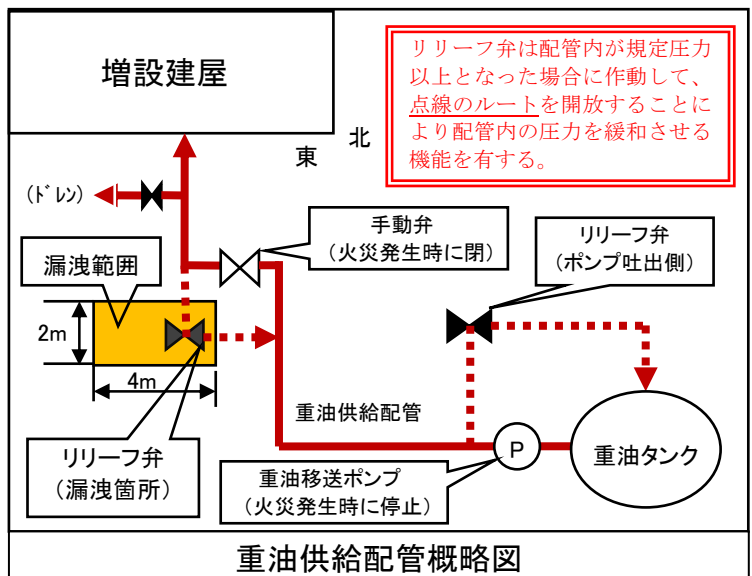 増設建屋
リリーフ弁は配管内が規定圧力
以上となった場合に作動して、
点線のルートを開放することに
より配管内の圧力を緩和させる
機能を有する。
北
東
(ﾄﾞﾚﾝ)
手動弁
（火災発生時に閉）
リリーフ弁
（ポンプ吐出側）
漏洩範囲
2m
4m
重油供給配管
リリーフ弁
（漏洩箇所）
重油移送ポンプ
（火災発生時に停止）
P
重油タンク
重油供給配管概略図